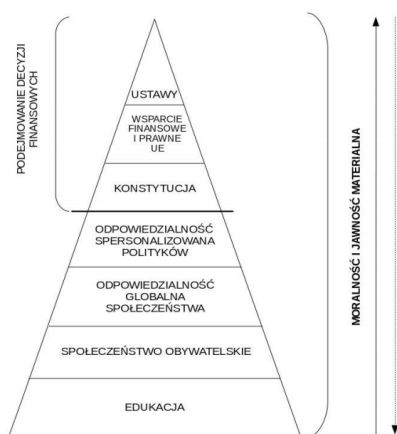 PODEJMOWANIE DECYZJI
FINANSOWYCH
USTAWY
WSPARCIE
FINANSOWE
I PRAWNE
UE
KONSTYTUCJA
ODPOWIEDZIALNOŚĆ
SPERSONALIZOWANA
POLITYKÓW
ODPOWIEDZIALNOŚĆ
GLOBALNA
SPOŁECZEŃSTWA
SPOŁECZEŃSTWO OBYWATELSKIE
EDUKACJA
MORALNOŚĆ I JAWNOŚĆ MATERIALNA